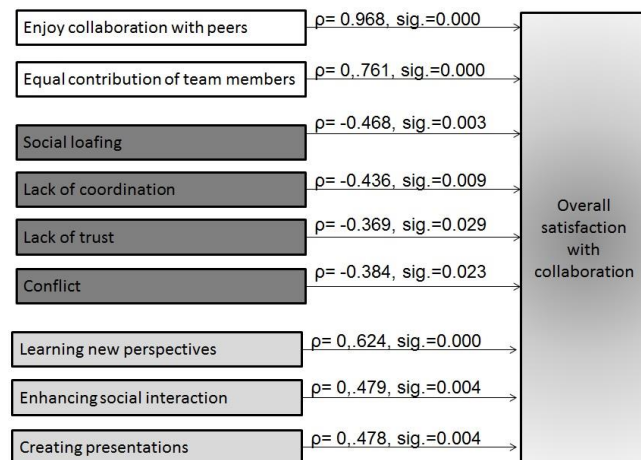 Enjoy collaboration with peers
ρ= 0.968, sig.=0.000
Equal contribution of team members
ρ= 0,.761, sig.=0.000
Social loafing
ρ= -0.468, sig.=0.003
Lack of coordination
ρ= -0.436, sig.=0.009
Lack of trust
ρ= -0.369, sig.=0.029
Conflict
ρ= -0.384, sig.=0.023
Learning new perspectives
ρ= 0,.624, sig.=0.000
Enhancing social interaction
ρ= 0,.479, sig.=0.004
Creating presentations
ρ= 0,.478, sig.=0.004
Overall
satisfaction
with
collaboration